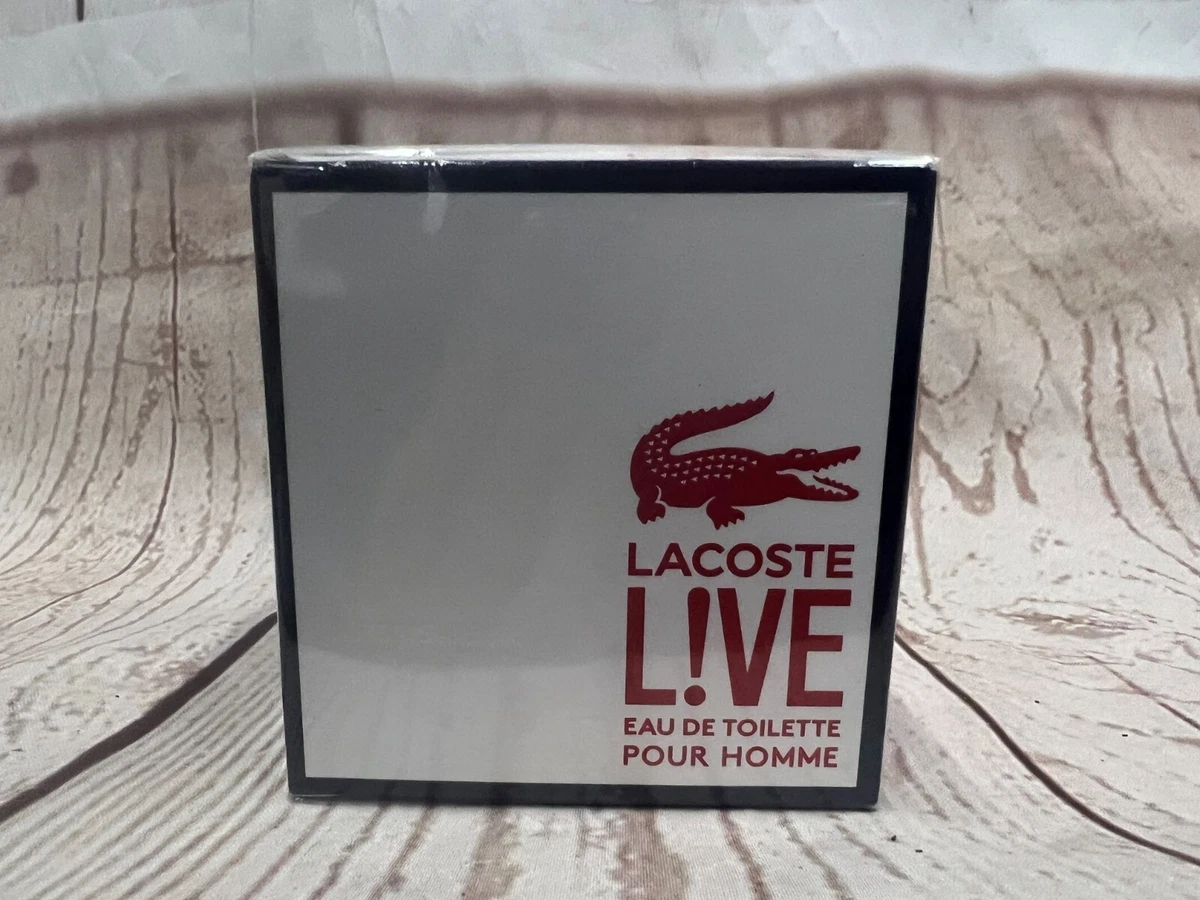 LACOSTE
L!VE
EAU DE TOILETTE
POUR HOMME